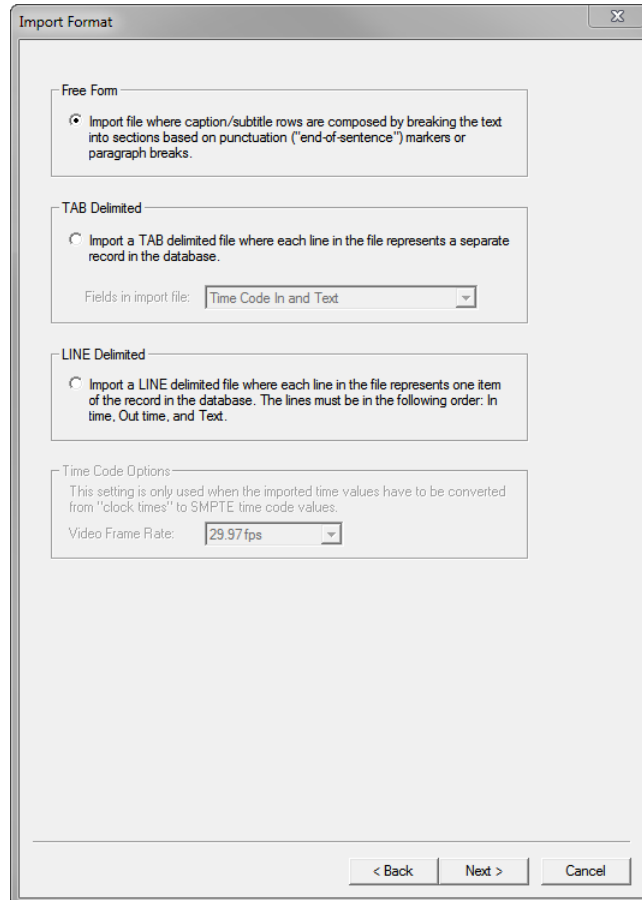 Import Format
Free Form
Import file where caption/subtitle rows are composed by breaking the text
into sections based on punctuation ("end-of-sentence") markers or
paragraph breaks.
TAB Delimited
Import a TAB delimited file where each line in the file represents a separate
record in the database.
Fields in import file: Time Code In and Text
LINE Delimited
Import a LINE delimited file where each line in the file represents one item
of the record in the database. The lines must be in the following order: In
time, Out time, and Text.
Time Code Options
This setting is only used when the imported time values have to be converted
from "clock times" to SMPTE time code values.
Video Frame Rate: 29.97 fps
< Back Next > Cancel